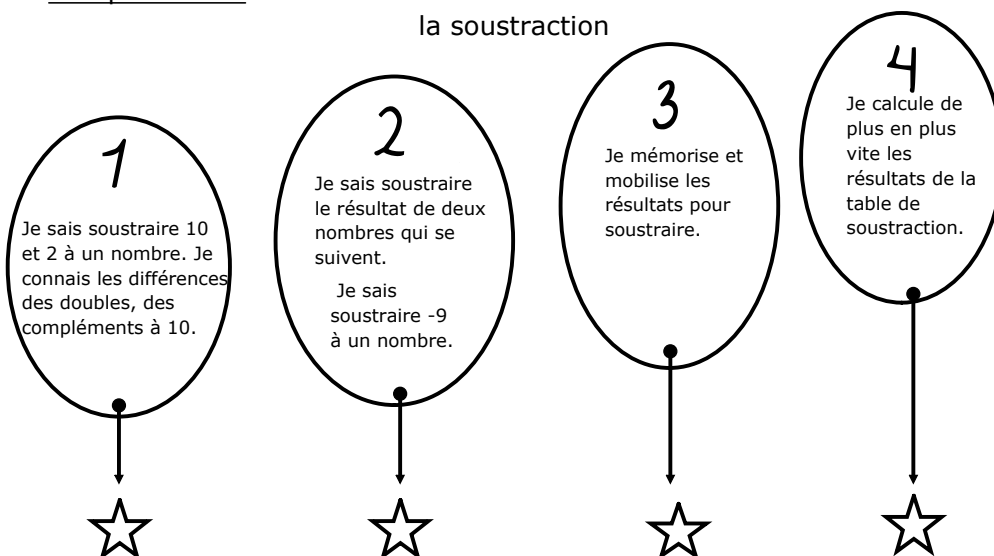 la soustraction
1
Je sais soustraire 10
et 2 à un nombre. Je
connais les différences
des doubles, des
compléments à 10.
2
Je sais soustraire
le résultat de deux
nombres qui se
suivent.
Je sais
soustraire -9
à un nombre.
3
Je mémorise et
mobilise les
résultats pour
soustraire.
4
Je calcule de
plus en plus
vite les
résultats de la
table de
soustraction.